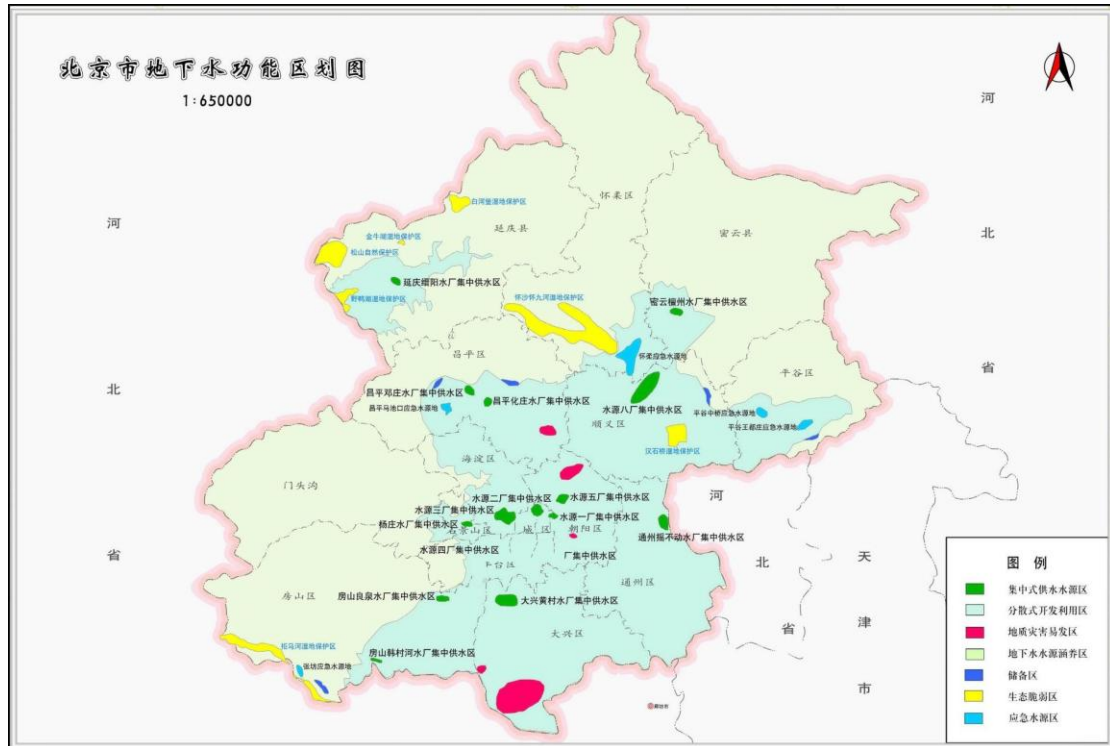 北京市地下水功能区划图
1:650000
河
怀柔区
白河堡湿地保护区
延庆县
河
金牛湖湿地保护区
松山自然保护区
密云县
北
延庆缙阳水厂集中供水区
野鸭湖湿地保护区
怀沙怀九河湿地保护区
密云檀州水厂集中供水区
昌平区
怀柔应急水源地
平谷区
省
北
昌平邓庄水厂集中供水区
昌平化庄水厂集中供水区
昌平马池口应急水源地
水源八厂集中供水区
平谷中桥应急水源地
顺义区
平谷王都庄应急水源地
汉石桥湿地保护区
海淀区
门头沟
水源二厂集中供水区
水源五厂集中供水区
河
水源三厂集中供水区
水源一厂集中供水区
杨庄水厂集中供水区
石景山区
城区
朝阳区
通州摇不动水厂集中供水区
省
水源四厂集中供水区
厂集中供水区
北
天
丰台区
通州区
房山区
房山良泉水厂集中供水区
大兴黄村水厂集中供水区
津
大兴区
省
拒马河湿地保护区
张坊应急水源地
房山韩村河水厂集中供水区
市
图 例
集中式供水水源区
分散式开发利用区
地质灾害易发区
地下水水源涵养区
储备区
生态脆弱区
应急水源区